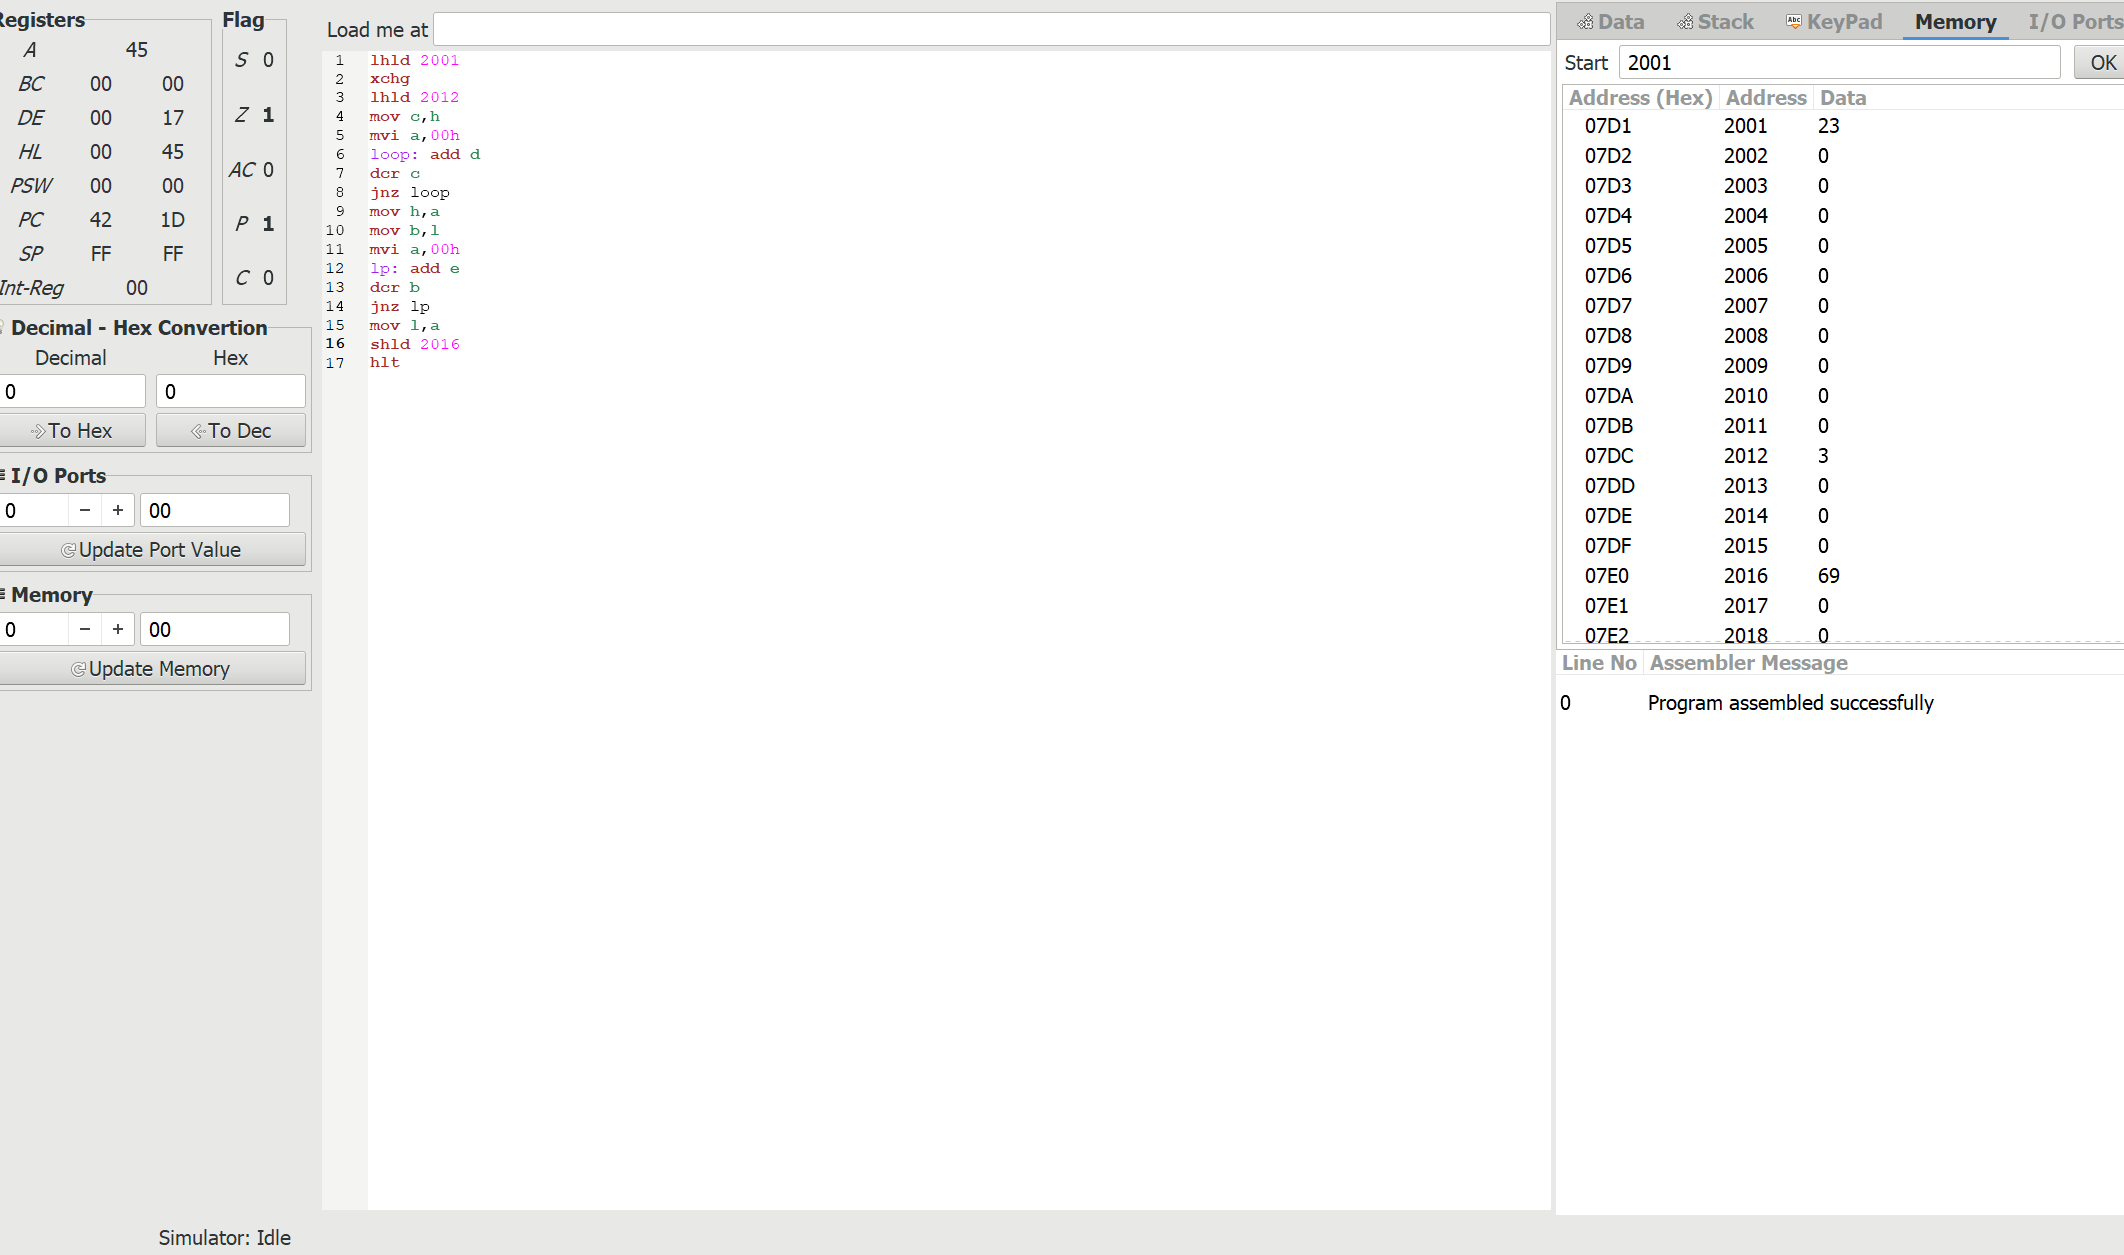 Registers
A 45
BC 00 00
DE 00 17
HL 00 45
PSW 00 00
PC 42 1D
SP FF FF
Int-Reg 00
Flag
S 0
Z 1
AC 0
P 1
C 0
Decimal - Hex Convertion
Decimal Hex
0 0
To Hex To Dec
I/O Ports
0 − + 00
Update Port Value
Memory
0 − + 00
Update Memory
Simulator: Idle
Load me at
1 lhld 2001
2 xchg
3 lhld 2012
4 mov c,h
5 mvi a,00h
6 loop: add d
7 dcr c
8 jnz loop
9 mov h,a
10 mov b,l
11 mvi a,00h
12 lp: add e
13 dcr b
14 jnz lp
15 mov l,a
16 shld 2016
17 hlt
Data Stack Abc KeyPad Memory I/O Ports
Start 2001 OK
Address (Hex) Address Data
07D1 2001 23
07D2 2002 0
07D3 2003 0
07D4 2004 0
07D5 2005 0
07D6 2006 0
07D7 2007 0
07D8 2008 0
07D9 2009 0
07DA 2010 0
07DB 2011 0
07DC 2012 3
07DD 2013 0
07DE 2014 0
07DF 2015 0
07E0 2016 69
07E1 2017 0
07E2 2018 0
Line No Assembler Message
0 Program assembled successfully